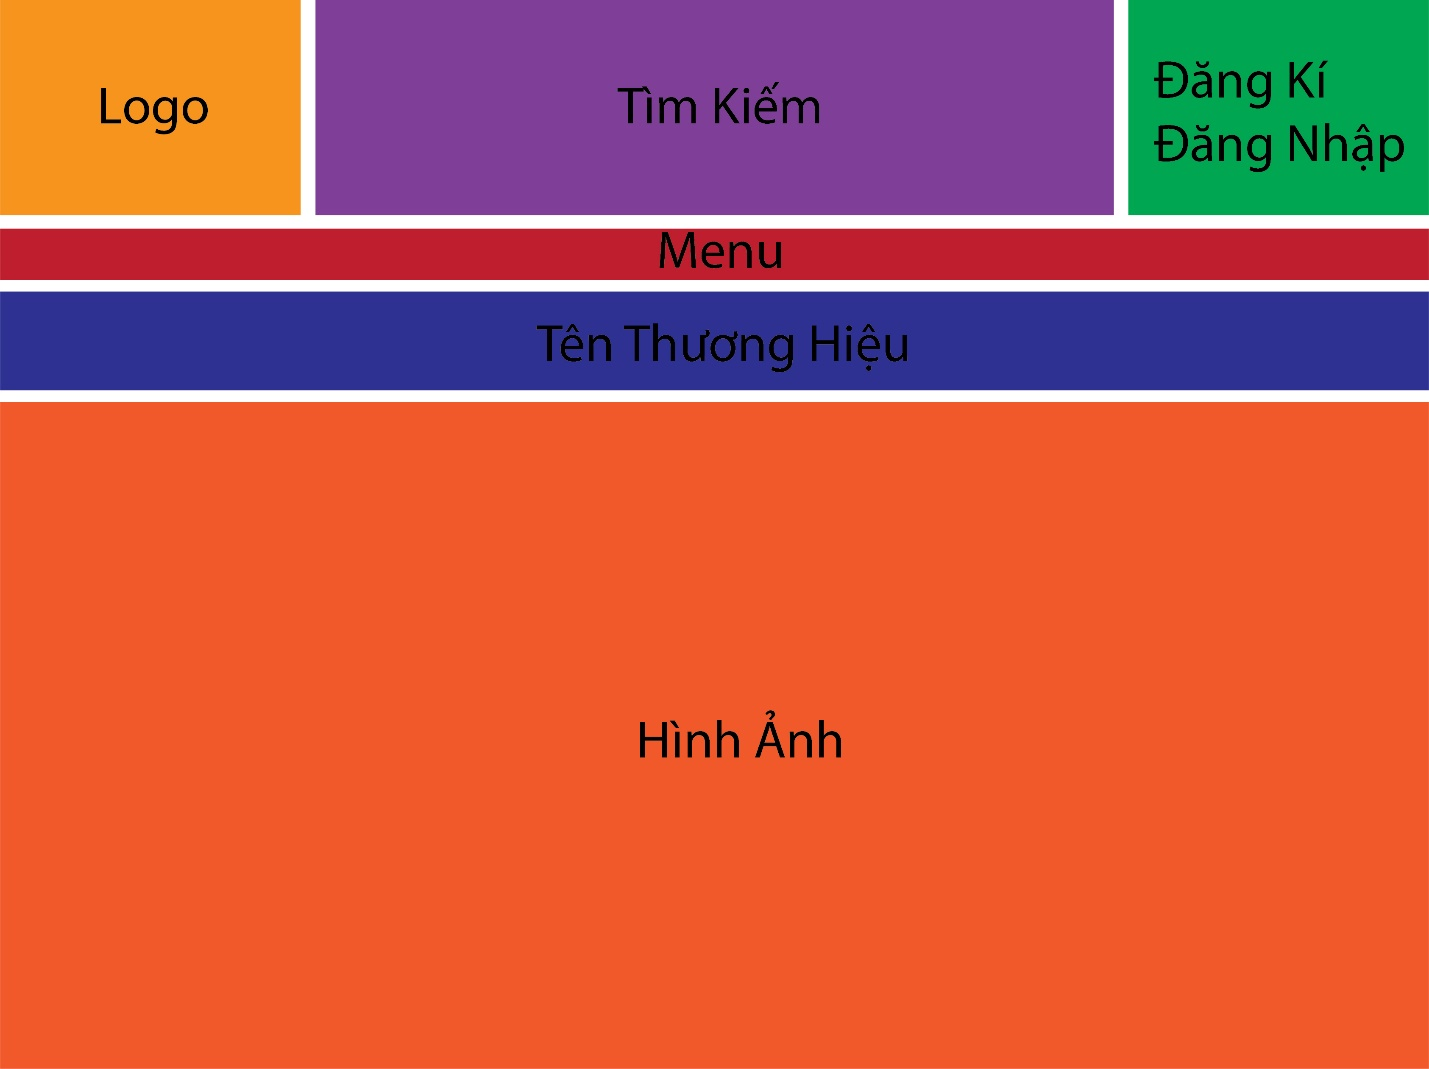 Logo
Tìm Kiếm
Đăng Kí
Đăng Nhập
Menu
Tên Thương Hiệu
Hình Ảnh